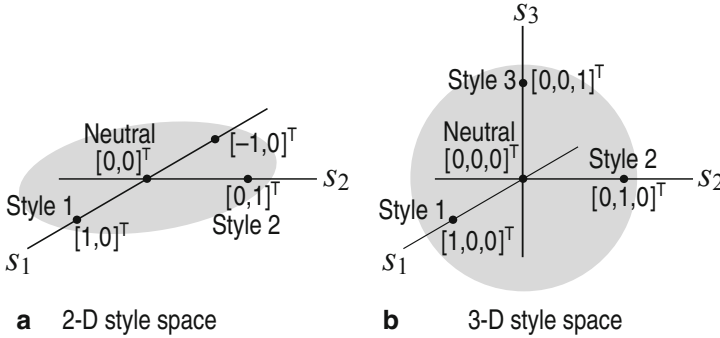 Neutral
[0,0]ᵀ
[–1,0]ᵀ
s₂
Style 1
[0,1]ᵀ
[1,0]ᵀ
Style 2
s₁
a 2-D style space
s₃
Style 3
[0,0,1]ᵀ
Neutral
[0,0,0]ᵀ
Style 2
s₂
Style 1
[0,1,0]ᵀ
[1,0,0]ᵀ
s₁
b 3-D style space